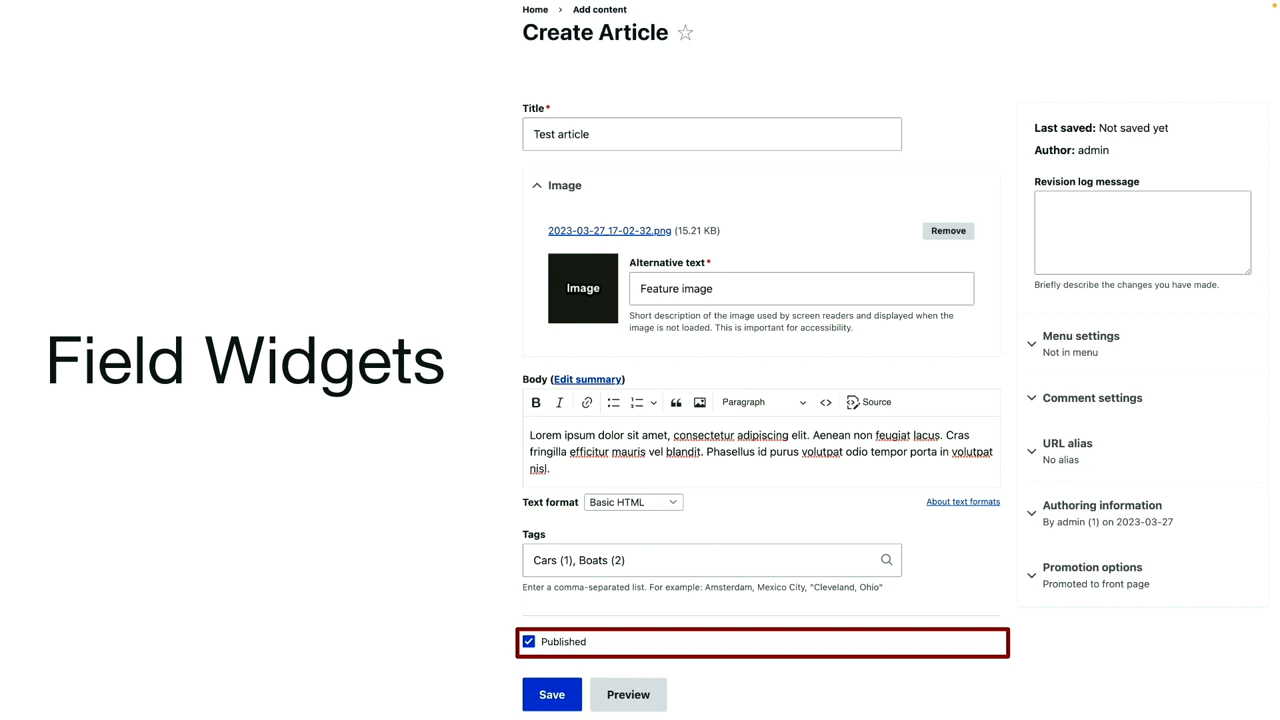 Home > Add content
Create Article
Title*
Test article
Image
2023-03-27_17-02-32.png (15.21 KB)
Remove
Image
Alternative text*
Feature image
Short description of the image used by screen readers and displayed when the
image is not loaded. This is important for accessibility.
Body (Edit summary)
B I Paragraph <> Source
Lorem ipsum dolor sit amet, consectetur adipiscing elit. Aenean non feugiat lacus. Cras
fringilla efficitur mauris vel blandit. Phasellus id purus volutpat odio tempor porta in volutpat
nisl.
Text format Basic HTML
About text formats
Tags
Cars (1), Boats (2)
Enter a comma-separated list. For example: Amsterdam, Mexico City, "Cleveland, Ohio"
Published
Save Preview
Last saved: Not saved yet
Author: admin
Revision log message
Briefly describe the changes you have made.
Menu settings
Not in menu
Comment settings
URL alias
No alias
Authoring information
By admin (1) on 2023-03-27
Promotion options
Promoted to front page
Field Widgets